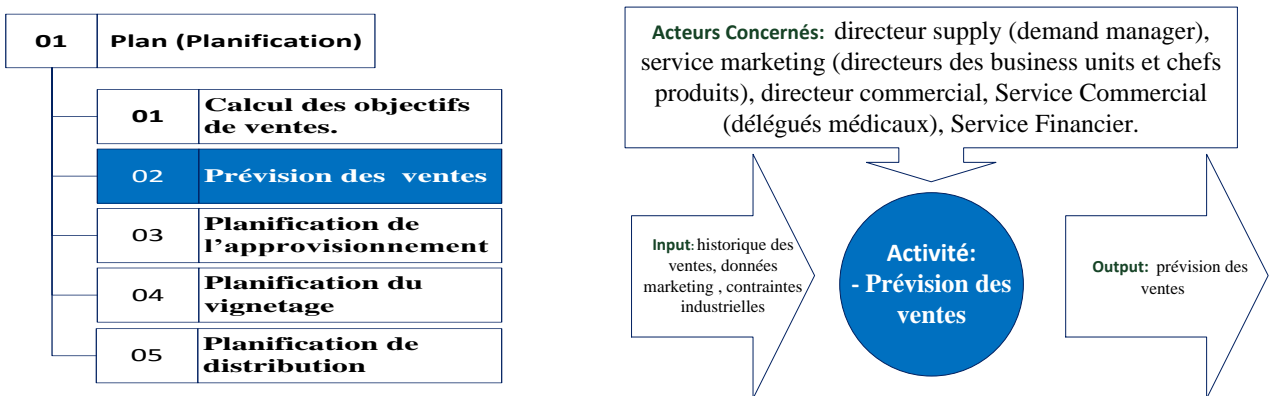 01 Plan (Planification)
01 Calcul des objectifs
de ventes.
02 Prévision des ventes
03 Planification de
l’approvisionnement
04 Planification du
vignetage
05 Planification de
distribution
Acteurs Concernés: directeur supply (demand manager),
service marketing (directeurs des business units et chefs
produits), directeur commercial, Service Commercial
(délégués médicaux), Service Financier.
Input: historique des
ventes, données
marketing , contraintes
industrielles
Activité:
- Prévision des
ventes
Output: prévision des
ventes